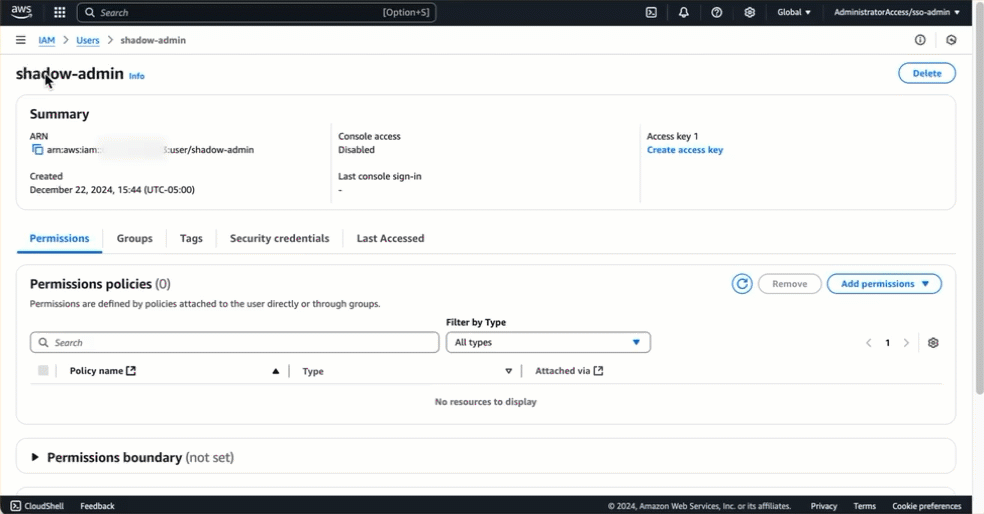 aws Search [Option+S] Global AdministratorAccess/sso-admin
IAM > Users > shadow-admin
shadow-admin Info Delete
Summary
ARN
arn:aws:iam: :user/shadow-admin
Created
December 22, 2024, 15:44 (UTC-05:00)
Console access
Disabled
Last console sign-in
-
Access key 1
Create access key
Permissions Groups Tags Security credentials Last Accessed
Permissions policies (0) Remove Add permissions
Permissions are defined by policies attached to the user directly or through groups.
Filter by Type
Search All types 1
Policy name Type Attached via
No resources to display
Permissions boundary (not set)
CloudShell Feedback © 2024, Amazon Web Services, Inc. or its affiliates. Privacy Terms Cookie preferences